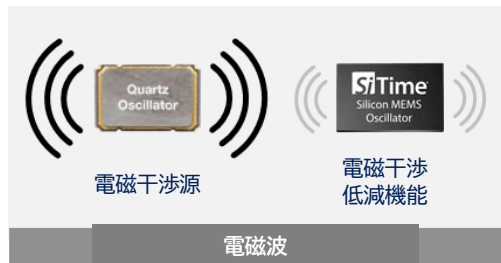 Quartz
Oscillator
SiTime
Silicon MEMS
Oscillator
電磁干渉源
電磁干渉
低減機能
電磁波